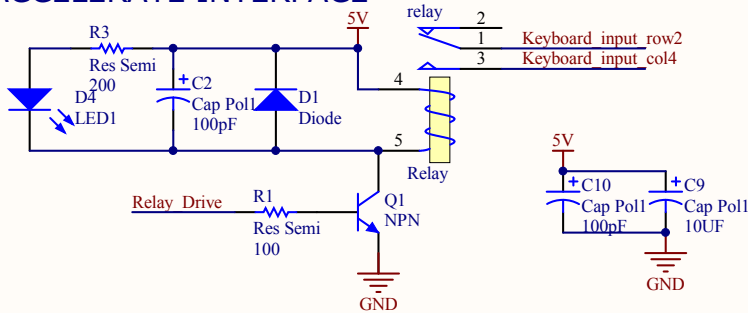 ACCELERATE INTERFACE
5V
relay
2
1
Keyboard_input_row2
3
Keyboard_input_col4
R3
Res Semi
200
D4
LED1
C2
Cap Pol1
100pF
D1
Diode
4
5
Relay
Relay_Drive
R1
Res Semi
100
Q1
NPN
GND
5V
C10
Cap Pol1
100pF
C9
Cap Pol1
10UF
GND